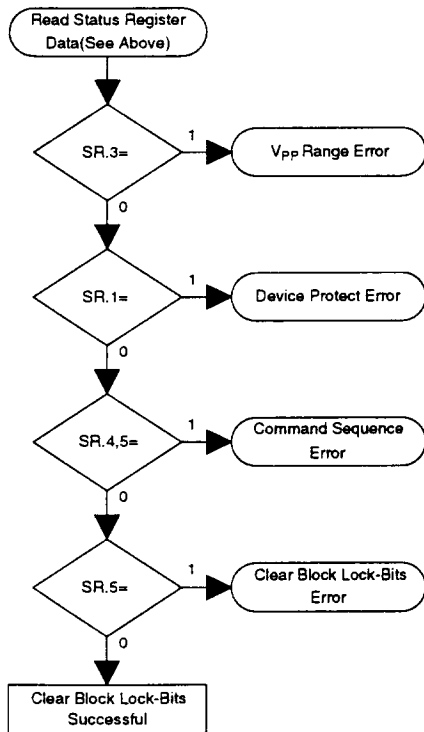 Read Status Register
Data(See Above)
SR.3=
1
VPP Range Error
0
SR.1=
1
Device Protect Error
0
SR.4,5=
1
Command Sequence
Error
0
SR.5=
1
Clear Block Lock-Bits
Error
0
Clear Block Lock-Bits
Successful